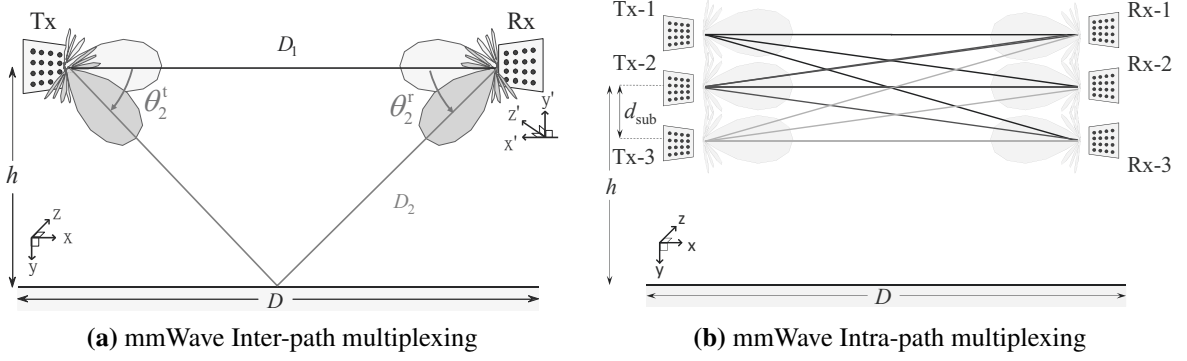 Tx
Rx
D₁
θ₂ᵗ
θ₂ʳ
y'
z'
x'
h
D₂
z
x
y
D
(a) mmWave Inter-path multiplexing
Tx-1
Rx-1
Tx-2
Rx-2
d_sub
Tx-3
Rx-3
h
z
x
y
D
(b) mmWave Intra-path multiplexing